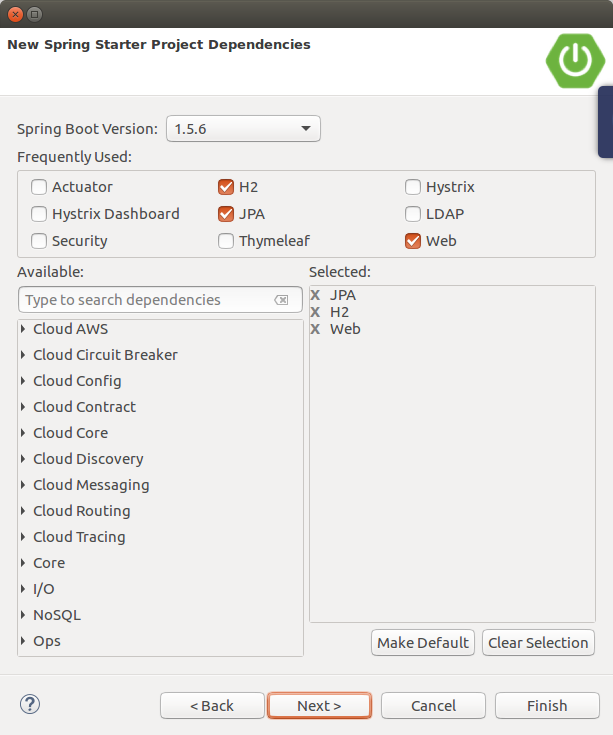 New Spring Starter Project Dependencies
Spring Boot Version: 1.5.6
Frequently Used:
Actuator H2 Hystrix
Hystrix Dashboard JPA LDAP
Security Thymeleaf Web
Available: Selected:
Type to search dependencies
X JPA
X H2
X Web
Cloud AWS
Cloud Circuit Breaker
Cloud Config
Cloud Contract
Cloud Core
Cloud Discovery
Cloud Messaging
Cloud Routing
Cloud Tracing
Core
I/O
NoSQL
Ops
Make Default Clear Selection
? < Back Next > Cancel Finish